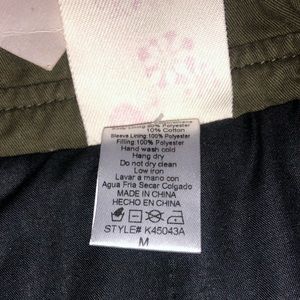 10% Cotton
Sleeve Lining 100% Polyester
Filling 100% Polyester
Hand wash cold
Hang dry
Do not dry clean
Low iron
Lavar a mano con
Agua Fria Secar Colgado
MADE IN CHINA
HECHO EN CHINA
STYLE# K45043A
M